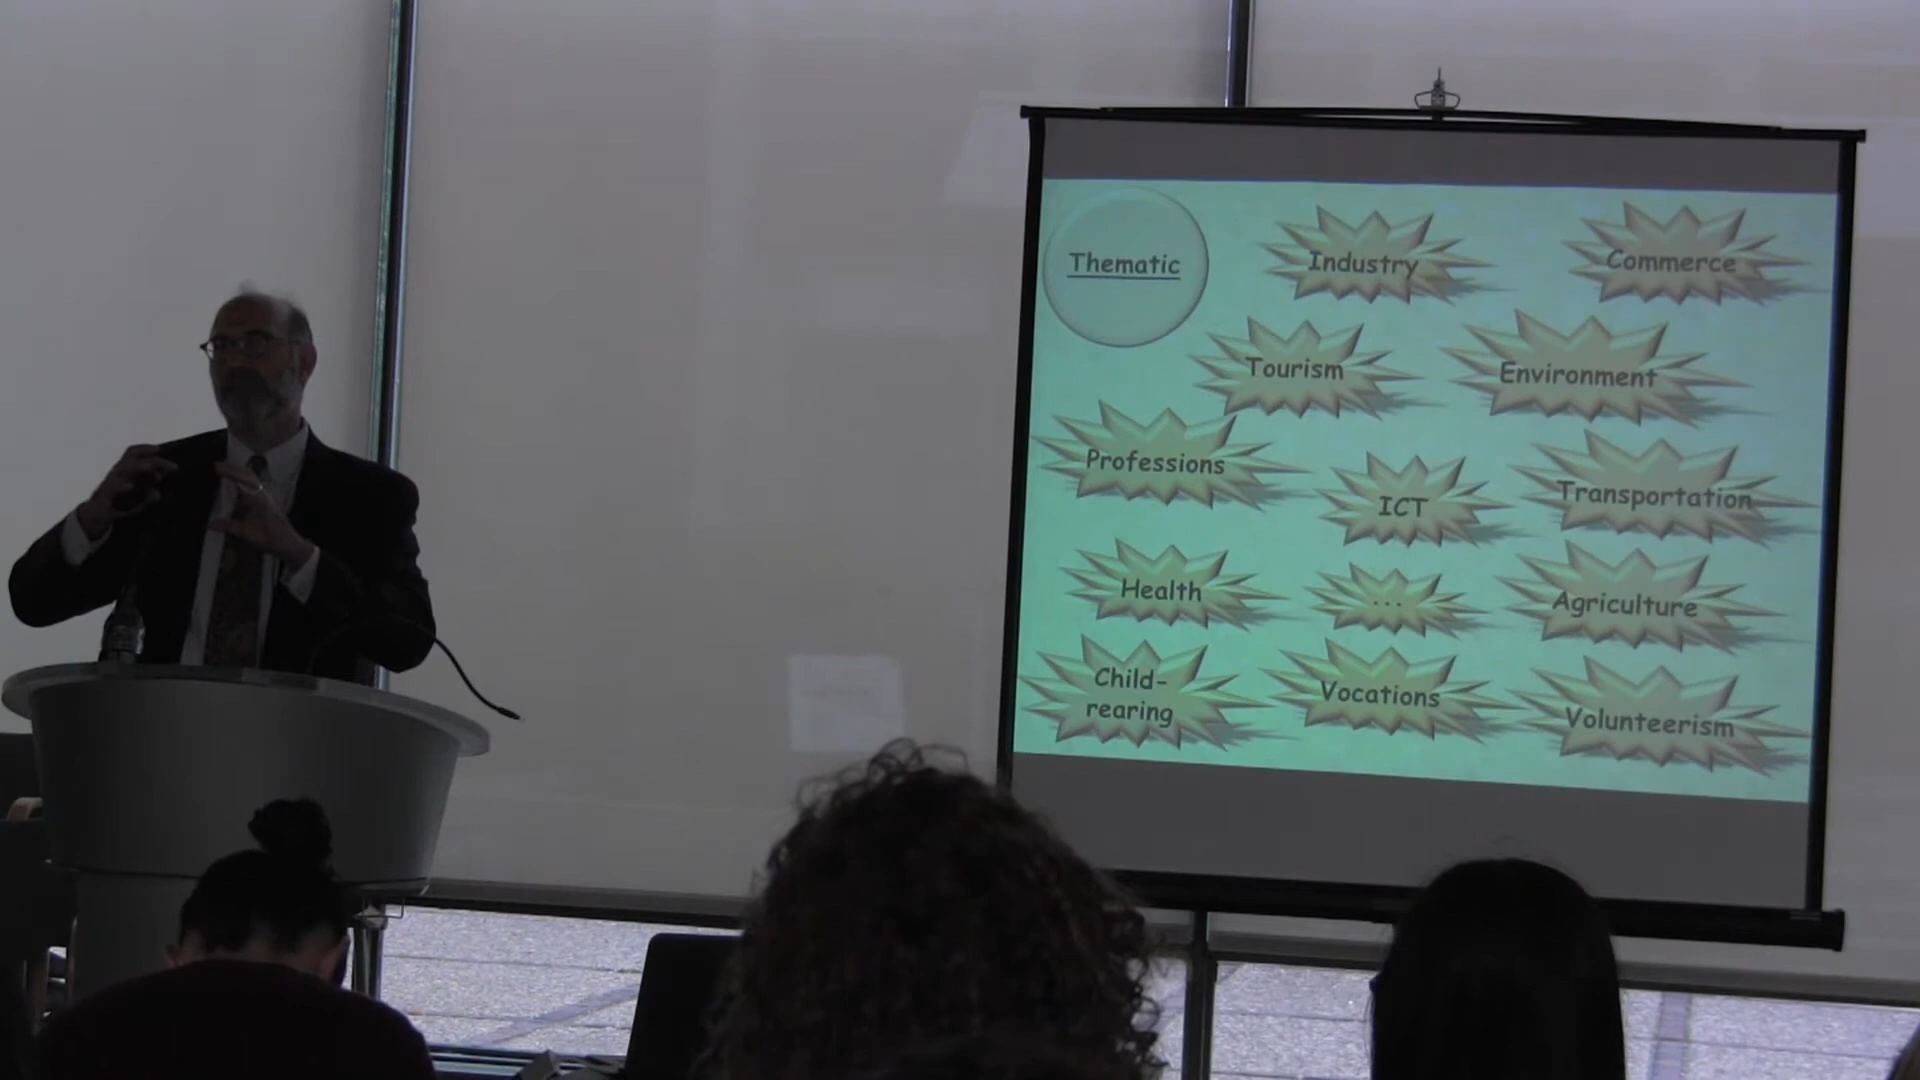 Thematic
Industry
Commerce
Tourism
Environment
Professions
ICT
Transportation
Health
...
Agriculture
Child-
rearing
Vocations
Volunteerism